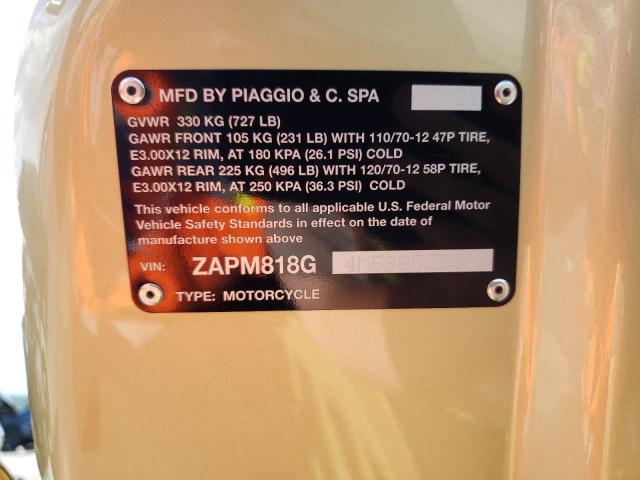 MFD BY PIAGGIO & C. SPA
GVWR 330 KG (727 LB)
GAWR FRONT 105 KG (231 LB) WITH 110/70-12 47P TIRE,
E3.00X12 RIM, AT 180 KPA (26.1 PSI) COLD
GAWR REAR 225 KG (496 LB) WITH 120/70-12 58P TIRE,
E3.00X12 RIM, AT 250 KPA (36.3 PSI) COLD
This vehicle conforms to all applicable U.S. Federal Motor
Vehicle Safety Standards in effect on the date of
manufacture shown above
VIN: ZAPM818G
TYPE: MOTORCYCLE